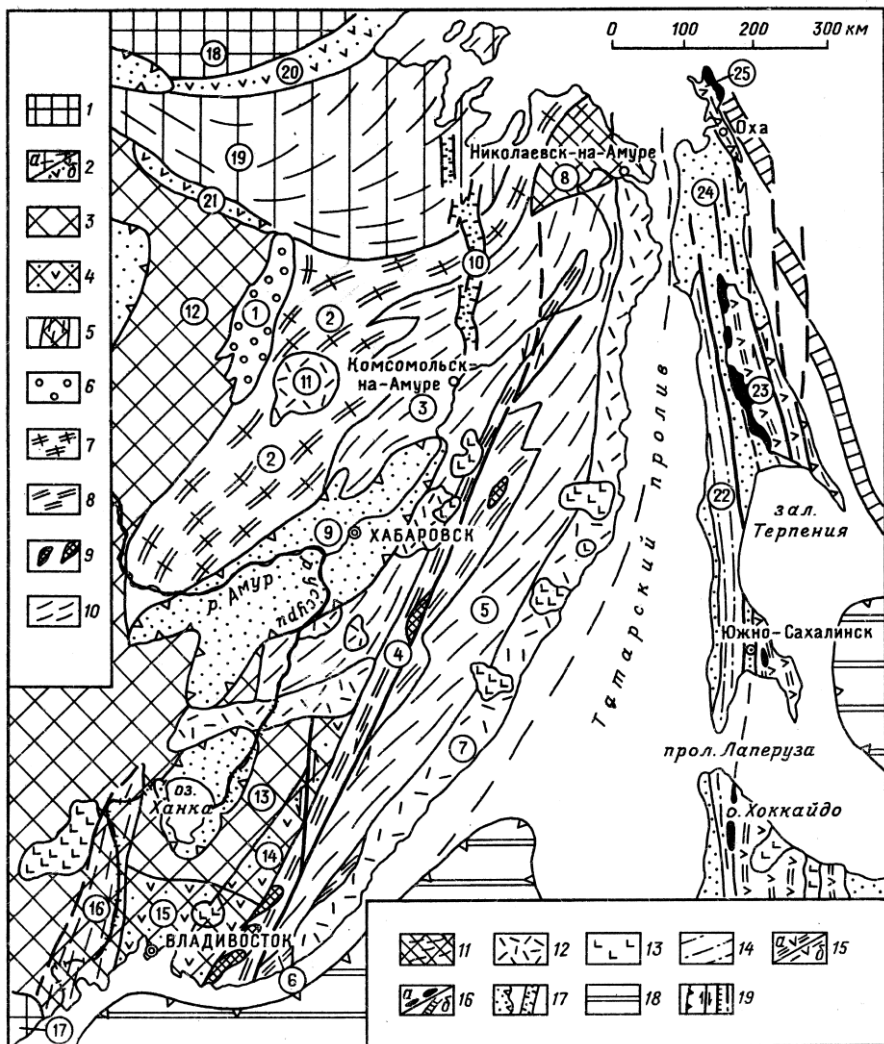 0 100 200 300 км
18
20
25
Оха
1
2
а
б
3
4
5
6
7
8
9
10
19
Николаевск-на-Амуре
8
24
21
10
12
1
2
11
Комсомольск-
на-Амуре
3
23
2
22
зал.
Терпения
9
ХАБАРОВСК
р. Амур
р. Уссури
5
4
Татарский пролив
Южно-Сахалинск
7
прол. Лаперуза
оз.
Ханка
13
о. Хоккайдо
14
16
15
ВЛАДИВОСТОК
6
17
11
12
13
14
а
б
15
а
б
16
17
18
19